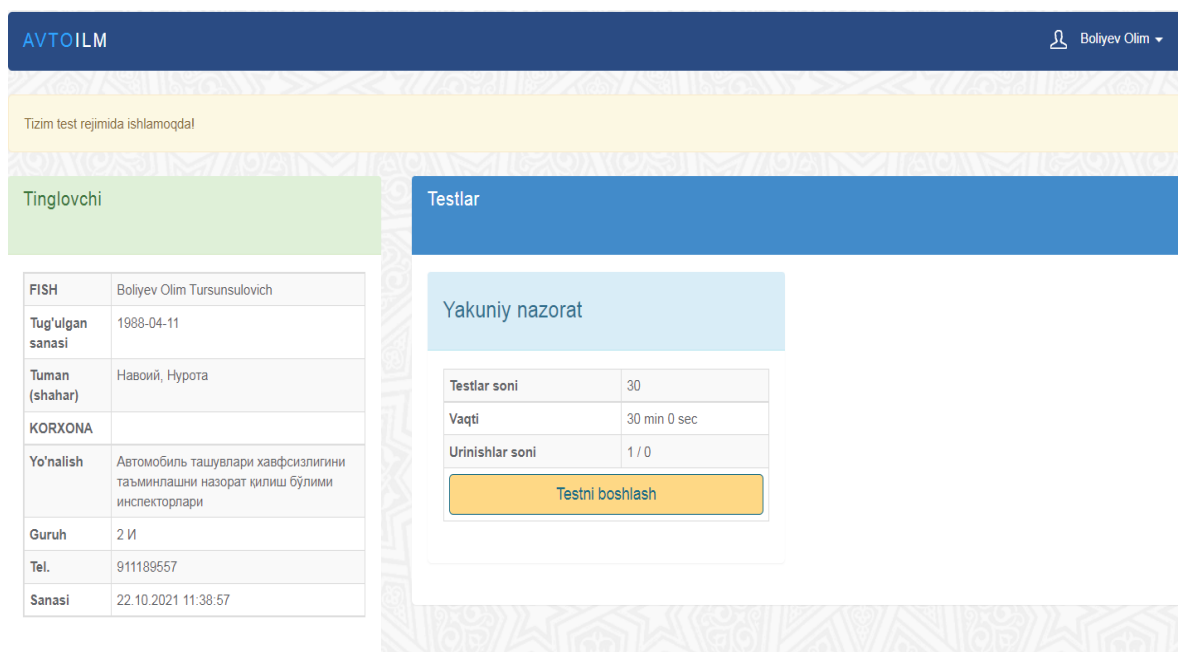 AVTOILM
Boliyev Olim
Tizim test rejimida ishlamoqda!
Tinglovchi
FISH Boliyev Olim Tursunsulovich
Tug'ulgan
sanasi
1988-04-11
Tuman
(shahar)
Навоий, Нурота
KORXONA
Yo'nalish
Автомобиль ташувлари хавфсизлигини
таъминлашни назорат қилиш бўлими
инспекторлари
Guruh 2 И
Tel. 911189557
Sanasi 22.10.2021 11:38:57
Testlar
Yakuniy nazorat
Testlar soni 30
Vaqti 30 min 0 sec
Urinishlar soni 1 / 0
Testni boshlash